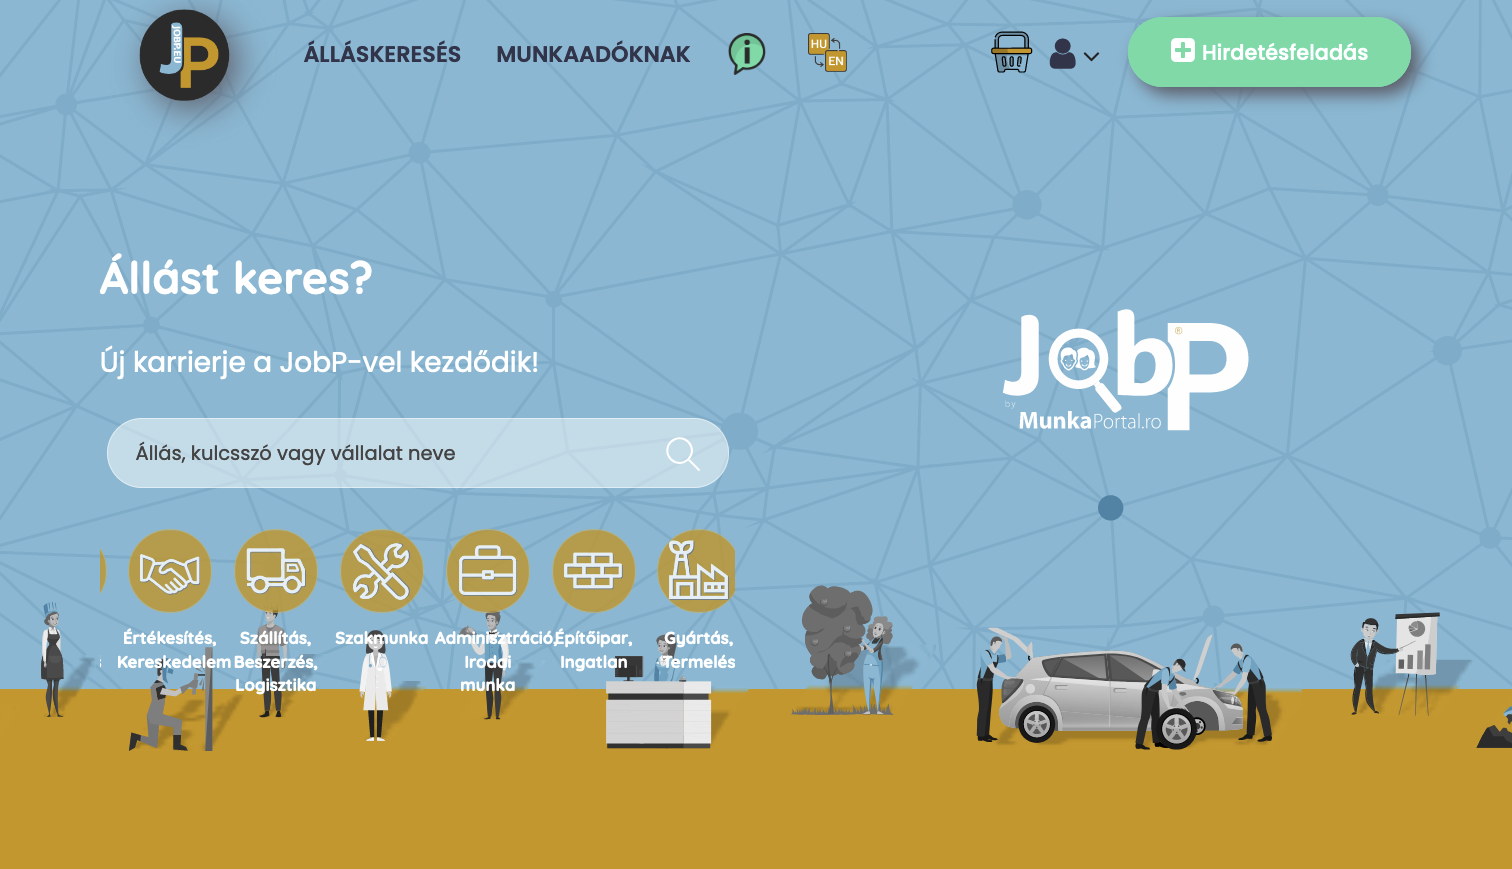 JOBP.EU
JP
ÁLLÁSKERESÉS
MUNKAADÓKNAK
i
HU
EN
Hirdetésfeladás
Állást keres?
Új karrierje a JobP-vel kezdődik!
Állás, kulcsszó vagy vállalat neve
JobP®
by
MunkaPortal.ro
Értékesítés,
Kereskedelem
Szállítás,
Beszerzés,
Logisztika
Szakmunka
Adminisztráció,
Irodai
munka
Építőipar,
Ingatlan
Gyártás,
Termelés